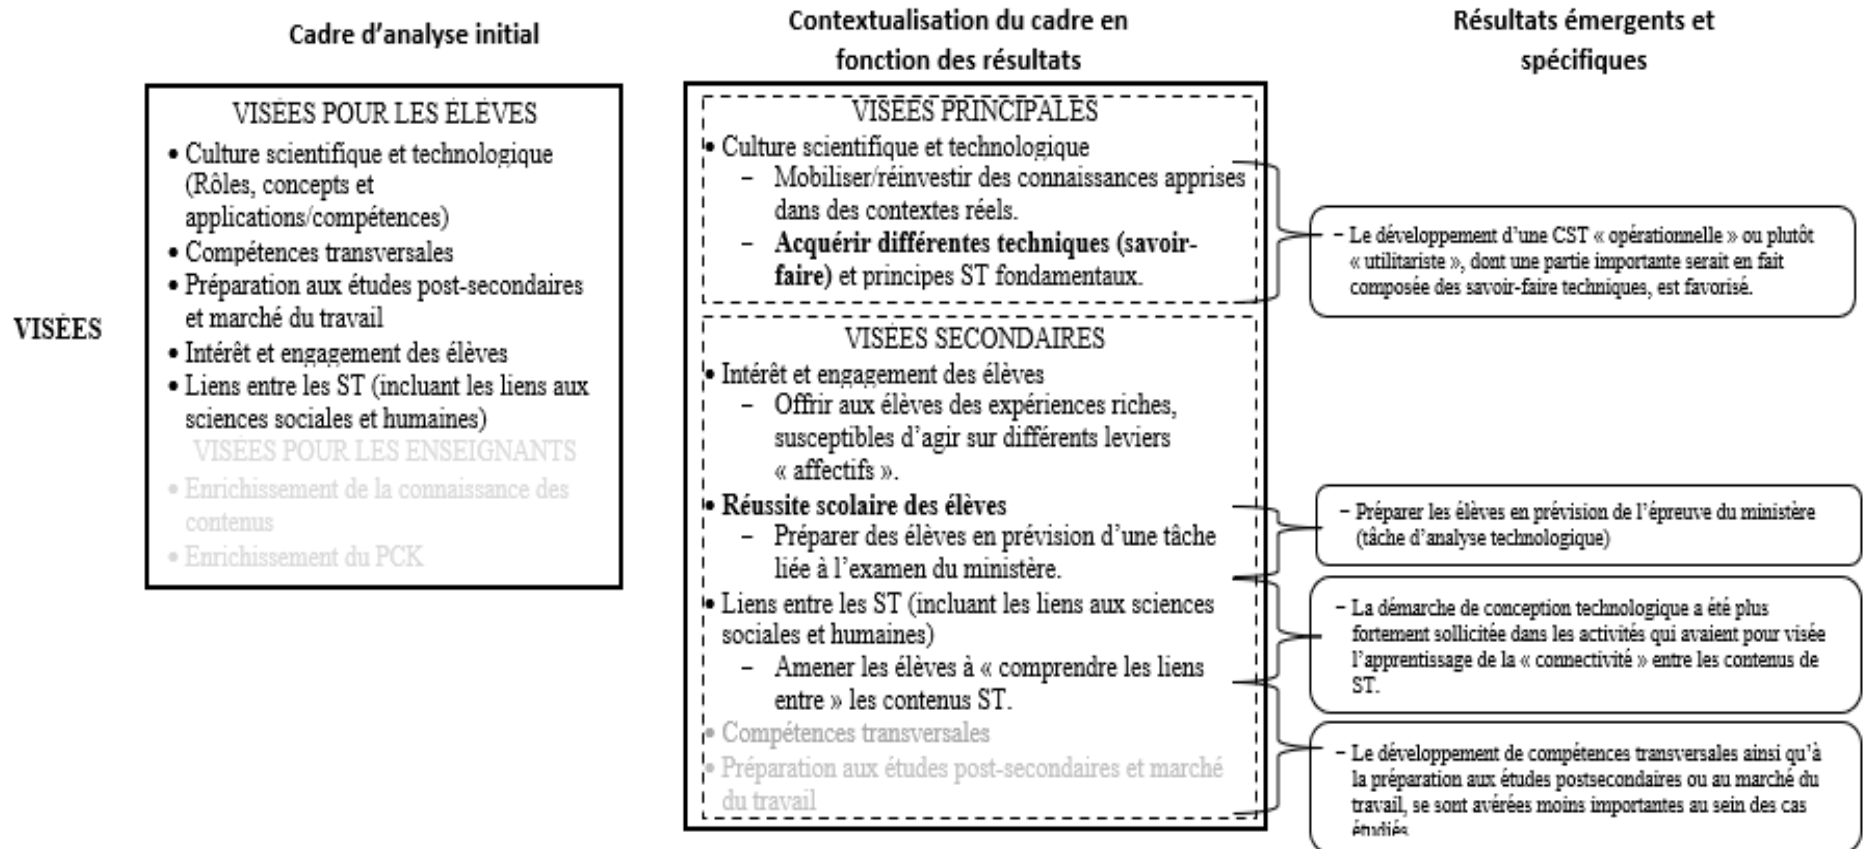 Cadre d'analyse initial
Contextualisation du cadre en
fonction des résultats
Résultats émergents et
spécifiques
VISÉES
VISÉES POUR LES ÉLÈVES
• Culture scientifique et technologique
(Rôles, concepts et
applications/compétences)
• Compétences transversales
• Préparation aux études post-secondaires
et marché du travail
• Intérêt et engagement des élèves
• Liens entre les ST (incluant les liens aux
sciences sociales et humaines)
VISÉES POUR LES ENSEIGNANTS
• Enrichissement de la connaissance des
contenus
• Enrichissement du PCK
VISÉES PRINCIPALES
• Culture scientifique et technologique
– Mobiliser/réinvestir des connaissances apprises
dans des contextes réels.
– Acquérir différentes techniques (savoir-
faire) et principes ST fondamentaux.
VISÉES SECONDAIRES
• Intérêt et engagement des élèves
– Offrir aux élèves des expériences riches,
susceptibles d'agir sur différents leviers
« affectifs ».
• Réussite scolaire des élèves
– Préparer des élèves en prévision d'une tâche
liée à l'examen du ministère.
• Liens entre les ST (incluant les liens aux sciences
sociales et humaines)
– Amener les élèves à « comprendre les liens
entre » les contenus ST.
• Compétences transversales
• Préparation aux études post-secondaires et marché
du travail
– Le développement d'une CST « opérationnelle » ou plutôt
« utilitariste », dont une partie importante serait en fait
composée des savoir-faire techniques, est favorisé.
– Préparer les élèves en prévision de l'épreuve du ministère
(tâche d'analyse technologique)
– La démarche de conception technologique a été plus
fortement sollicitée dans les activités qui avaient pour visée
l'apprentissage de la « connectivité » entre les contenus de
ST.
– Le développement de compétences transversales ainsi qu'à
la préparation aux études postsecondaires ou au marché du
travail, se sont avérées moins importantes au sein des cas
étudiés